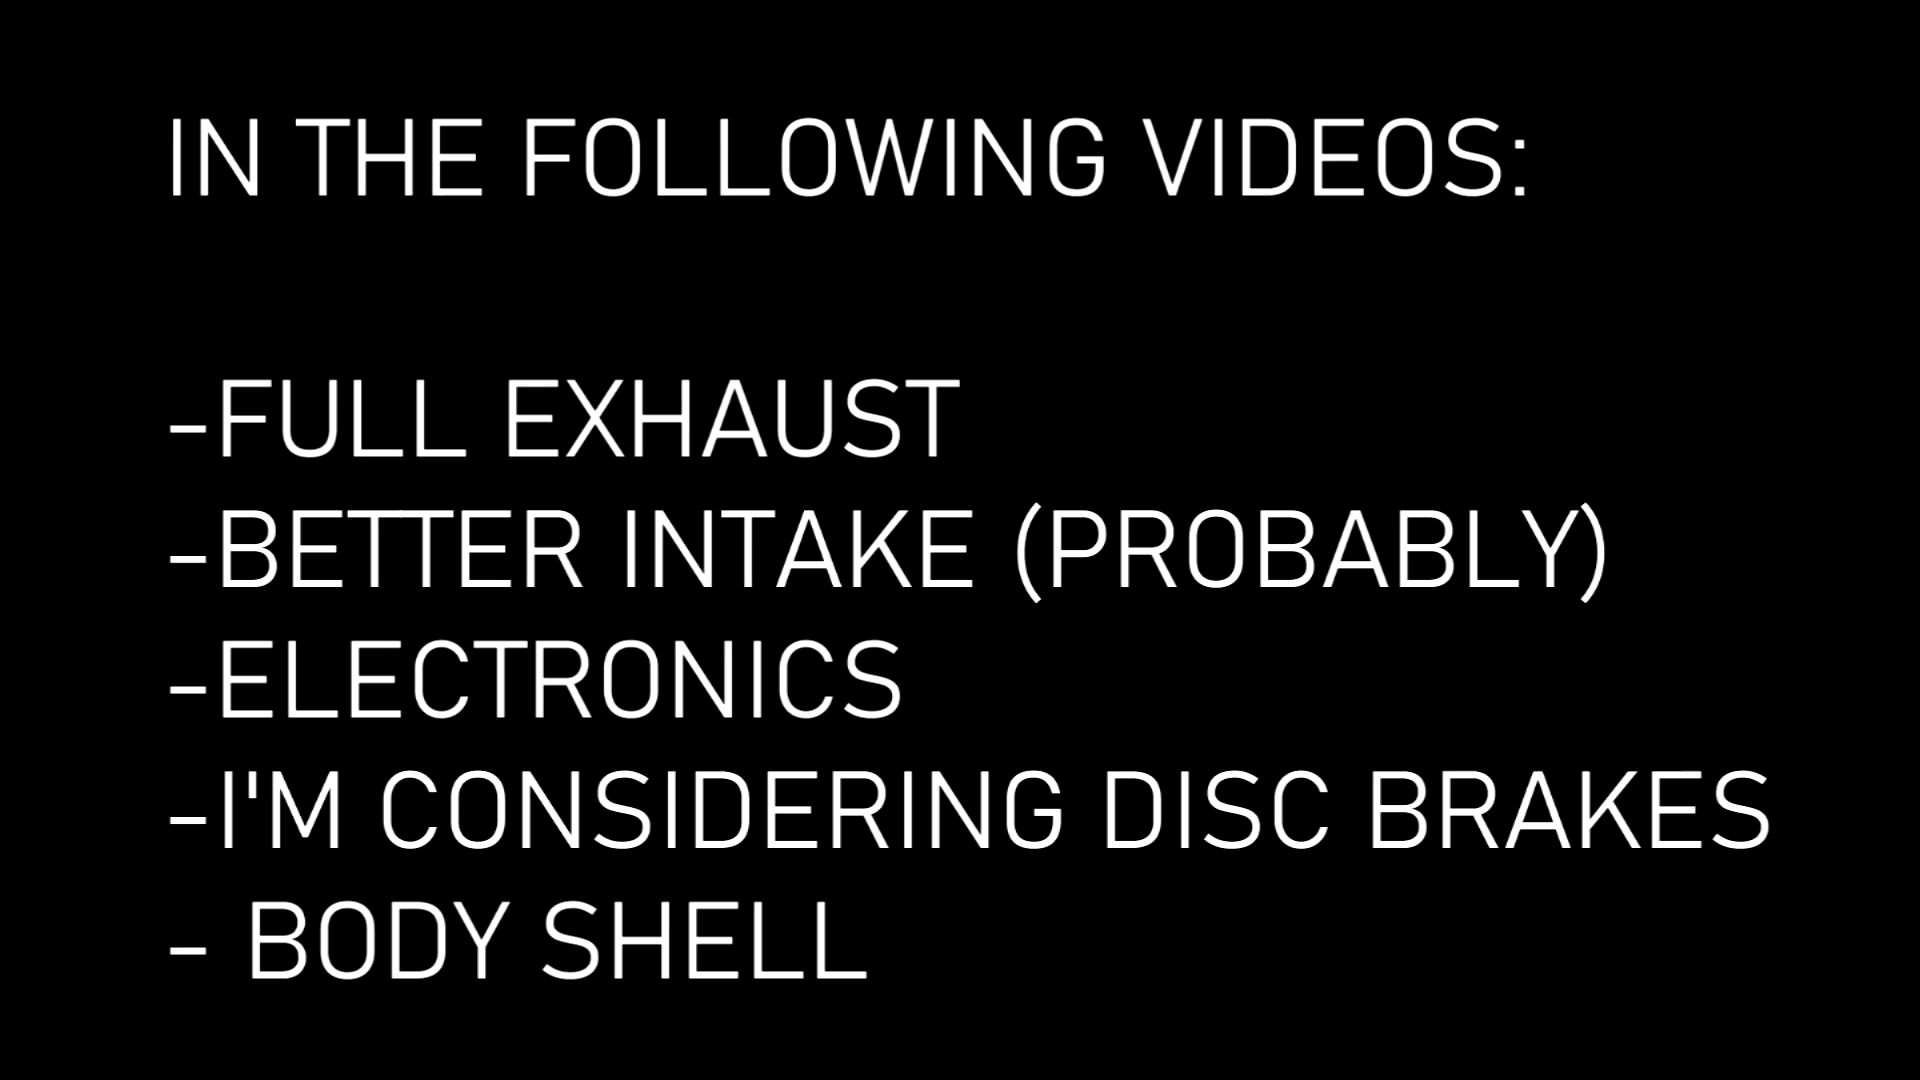 IN THE FOLLOWING VIDEOS:
-FULL EXHAUST
-BETTER INTAKE (PROBABLY)
-ELECTRONICS
-I'M CONSIDERING DISC BRAKES
- BODY SHELL